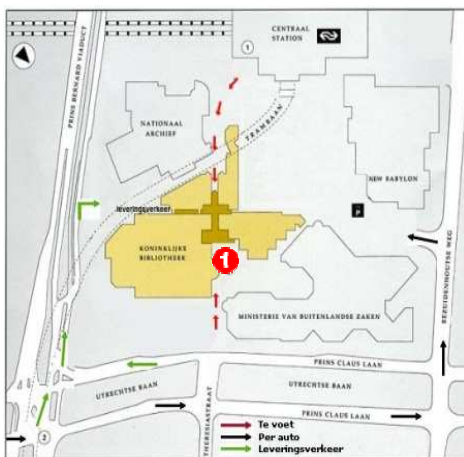 CENTRAAL
STATION
1
PRINS BERNARD VIADUCT
NATIONAAL
ARCHIEF
TRAMBAAN
NEW BABYLON
P
leveringsverkeer
KONINKLIJKE
BIBLIOTHEEK
1
BEZUIDENHOUTSE WEG
MINISTERIE VAN BUITENLANDSE ZAKEN
PRINS CLAUS LAAN
UTRECHTSE BAAN
UTRECHTSE BAAN
PRINS CLAUS LAAN
THERESIASTRAAT
2
Te voet
Per auto
Leveringsverkeer